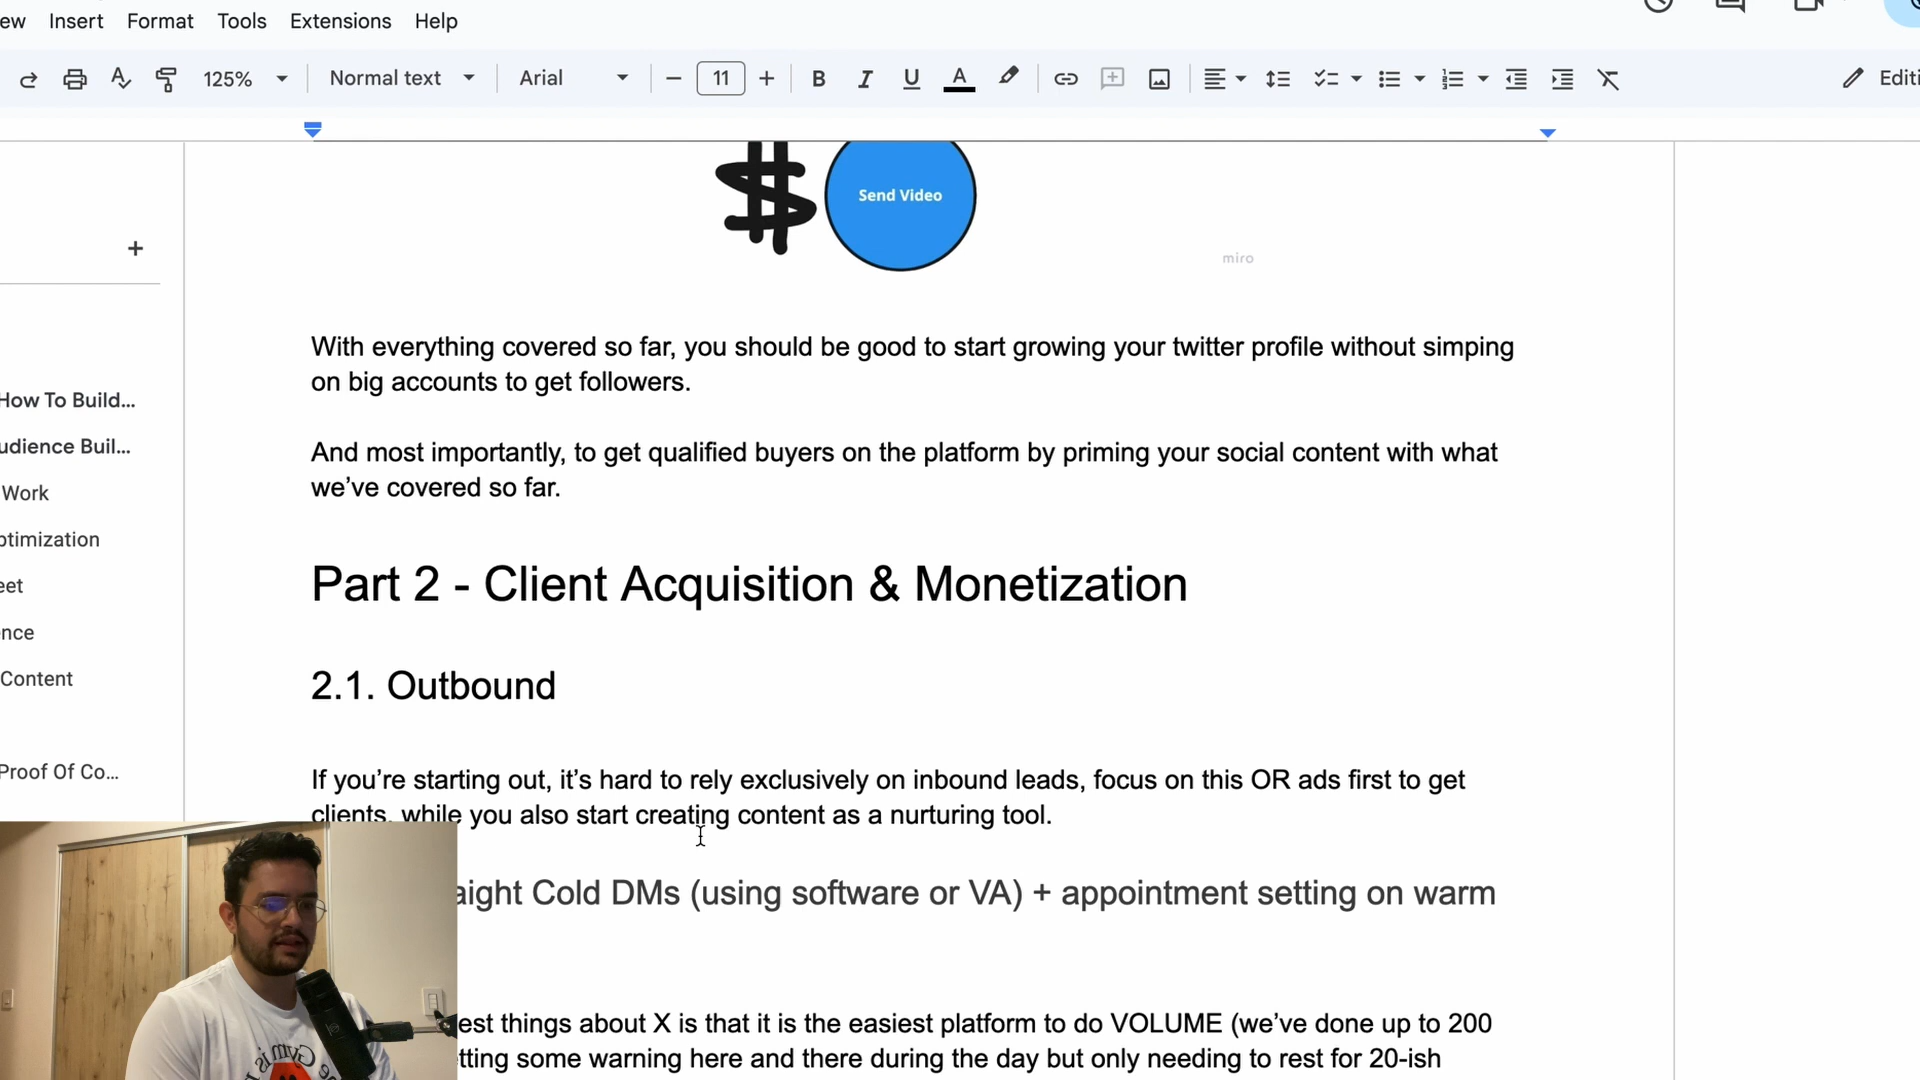 ew Insert Format Tools Extensions Help
125% Normal text Arial 11 Editi
$ Send Video
miro
With everything covered so far, you should be good to start growing your twitter profile without simping
on big accounts to get followers.
And most importantly, to get qualified buyers on the platform by priming your social content with what
we’ve covered so far.
Part 2 - Client Acquisition & Monetization
2.1. Outbound
If you’re starting out, it’s hard to rely exclusively on inbound leads, focus on this OR ads first to get
clients, while you also start creating content as a nurturing tool.
aight Cold DMs (using software or VA) + appointment setting on warm
est things about X is that it is the easiest platform to do VOLUME (we’ve done up to 200
tting some warning here and there during the day but only needing to rest for 20-ish
How To Build...
udience Buil...
Work
ptimization
eet
ence
Content
Proof Of Co...